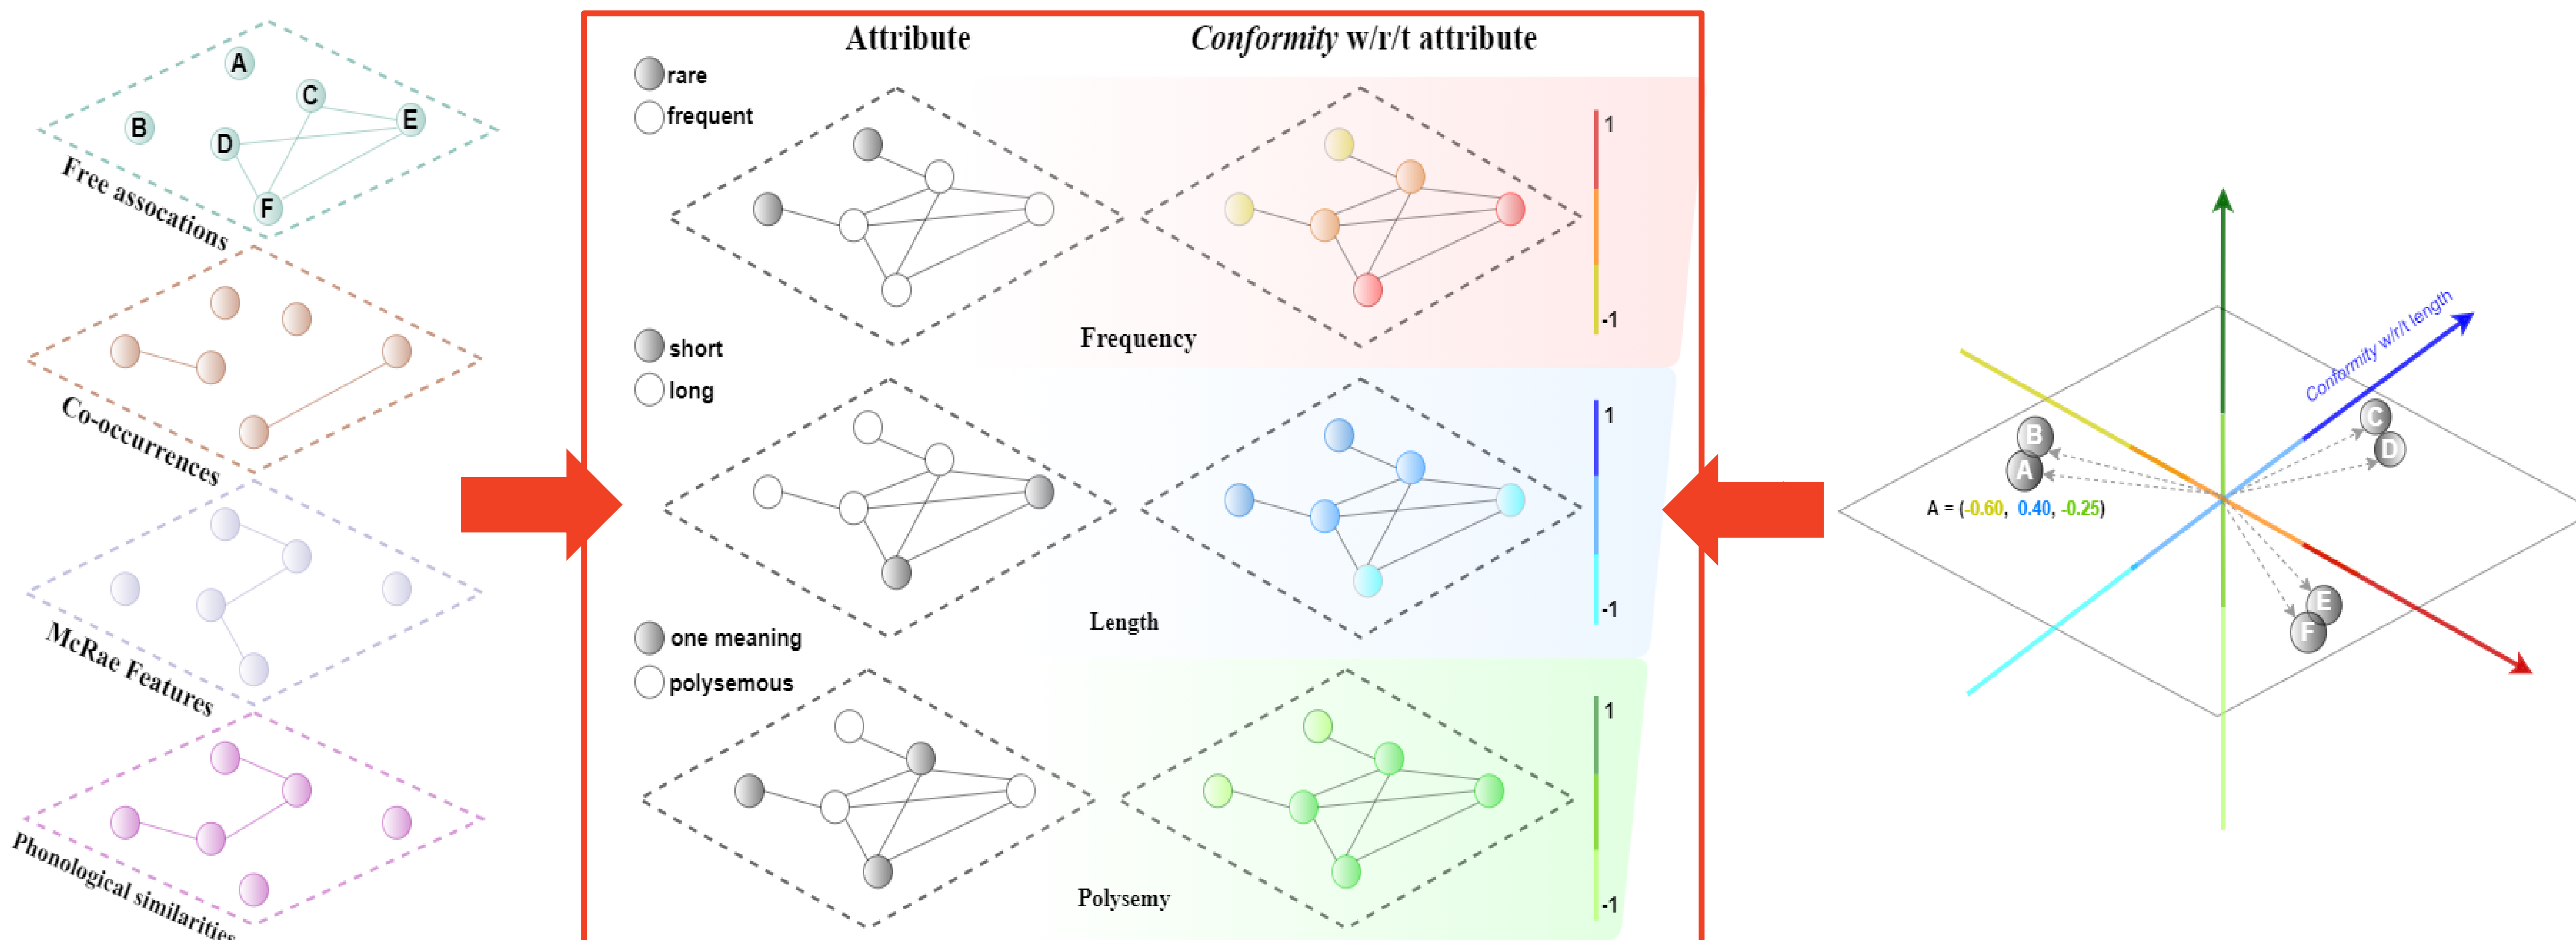 A
B
C
D
E
F
Free assocations
Co-occurrences
McRae Features
Phonological similarities
Attribute
Conformity w/r/t attribute
rare
frequent
1
-1
Frequency
short
long
1
-1
Length
one meaning
polysemous
1
-1
Polysemy
Conformity w/r/t length
B
A
C
D
A = (-0.60, 0.40, -0.25)
E
F